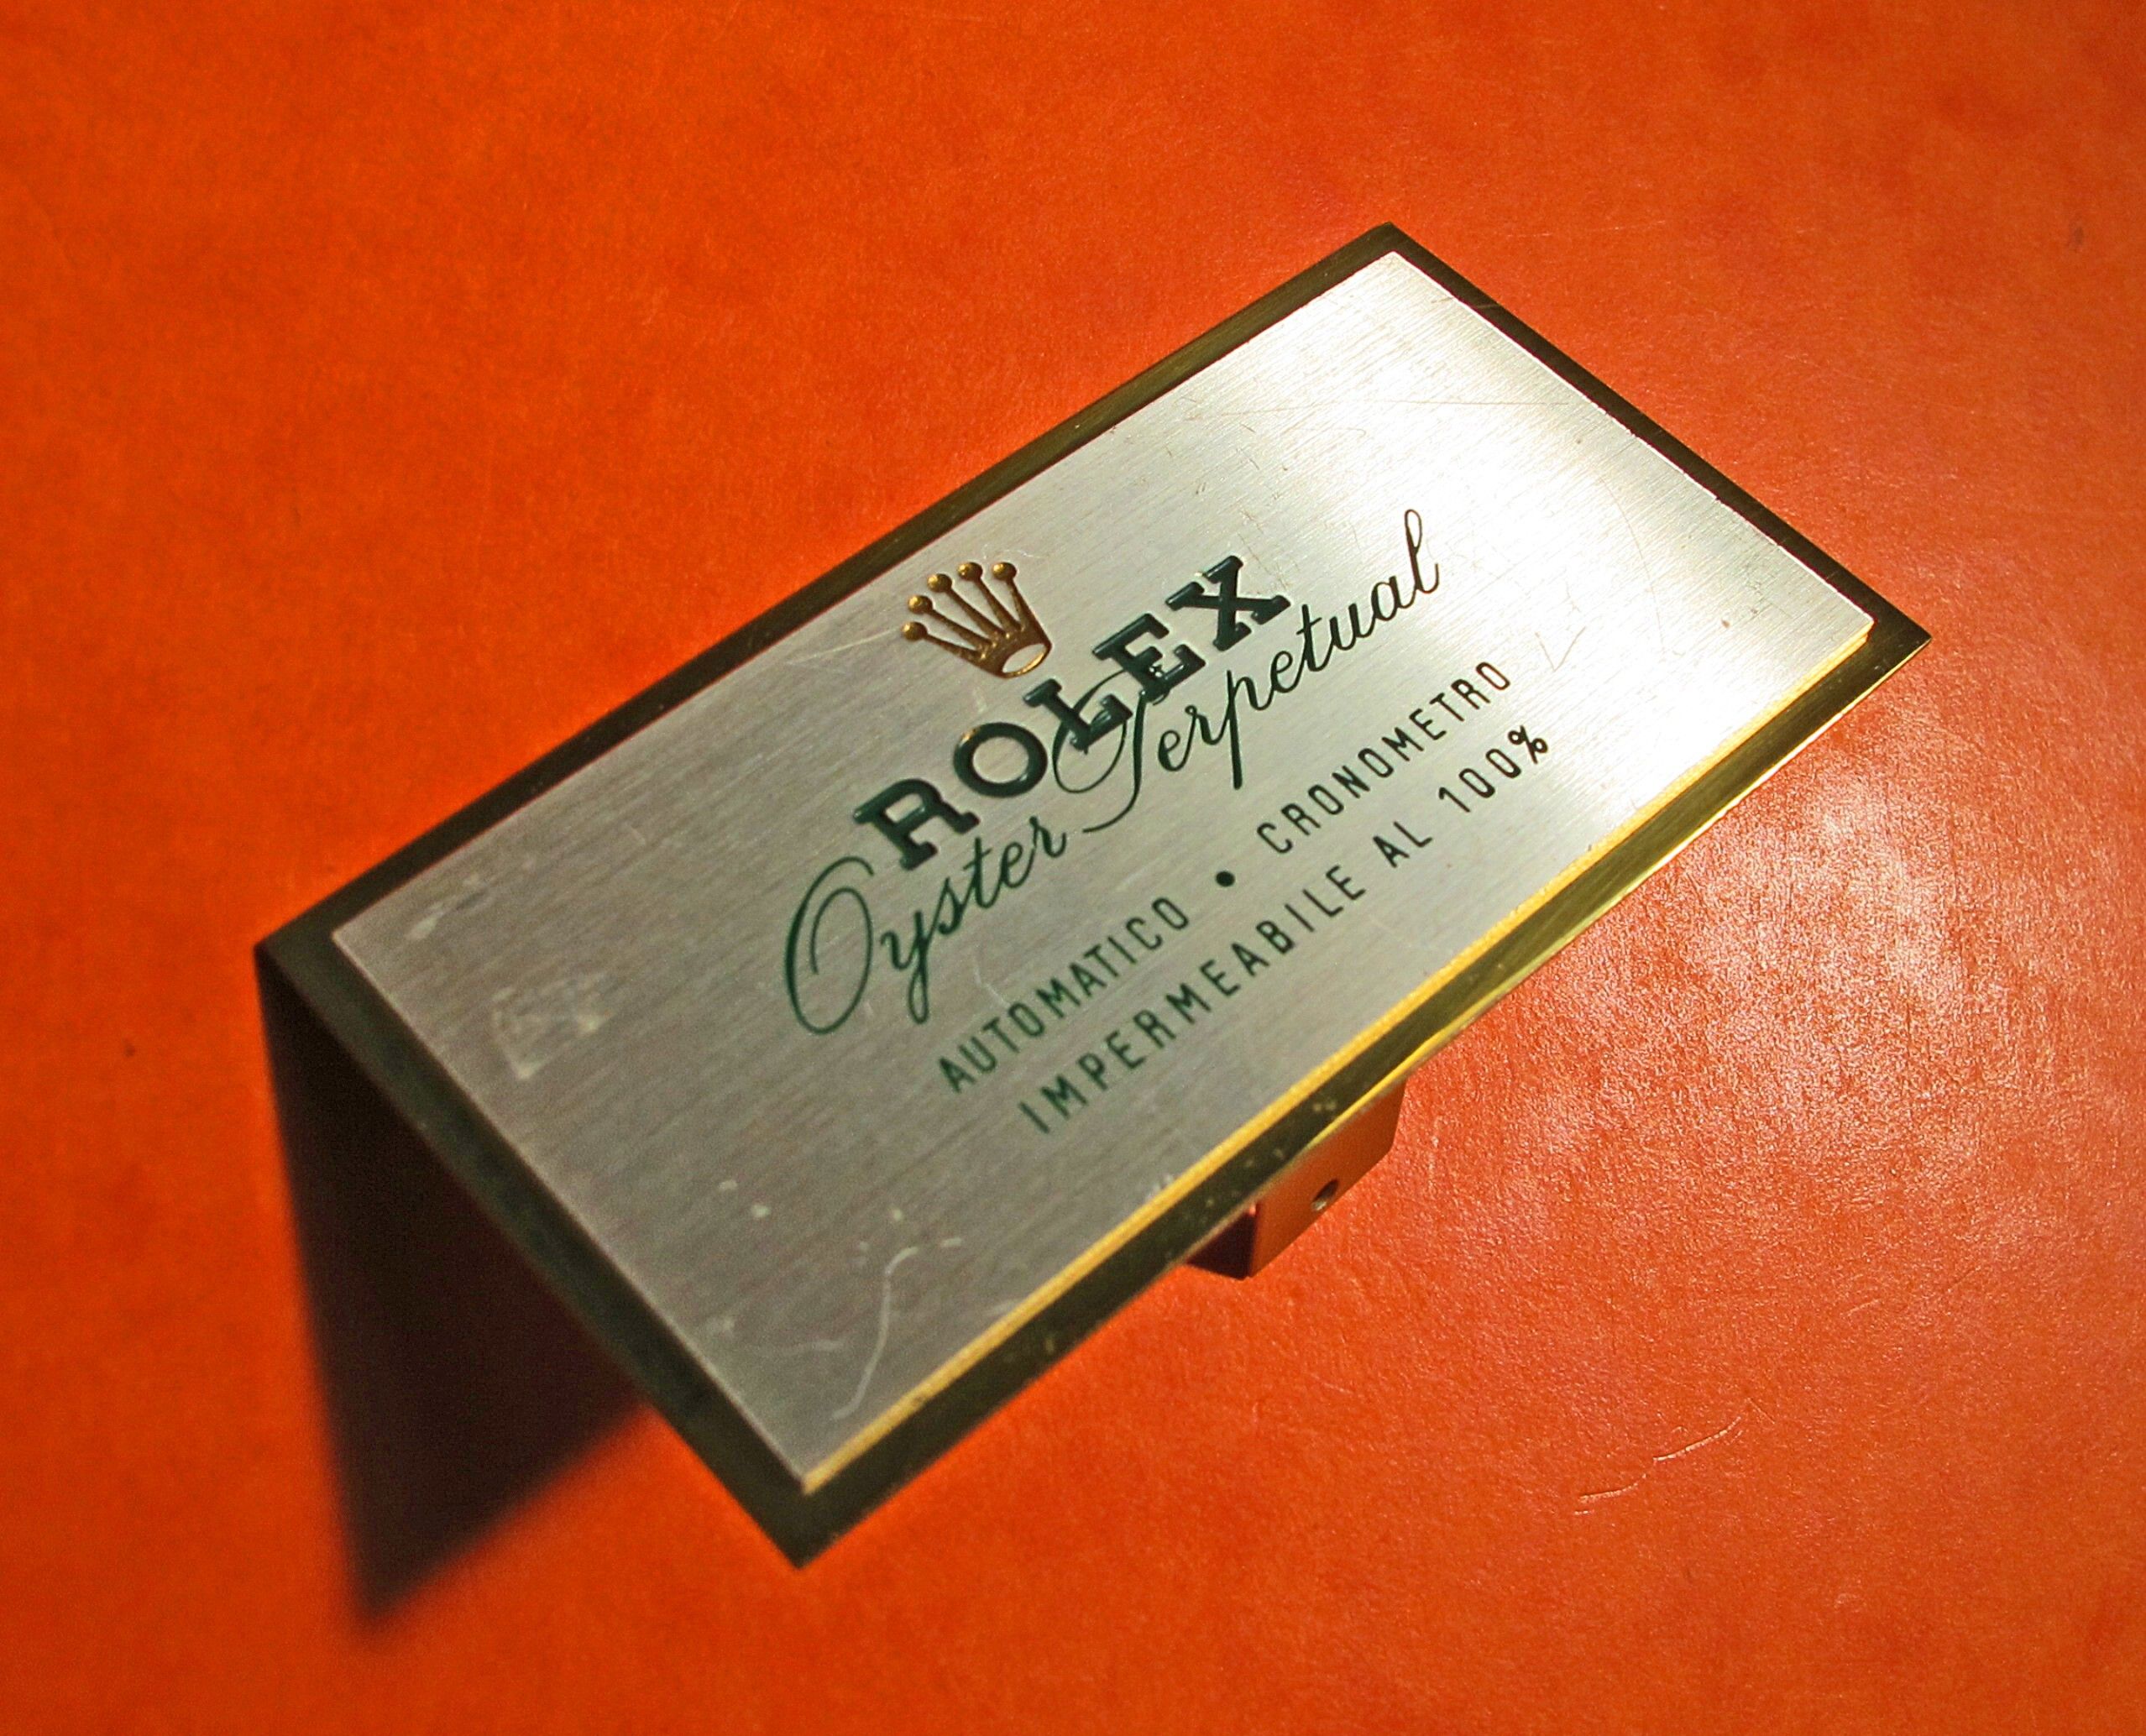 ROLEX
Oyster Perpetual
AUTOMATICO • CRONOMETRO
IMPERMEABILE AL 100%